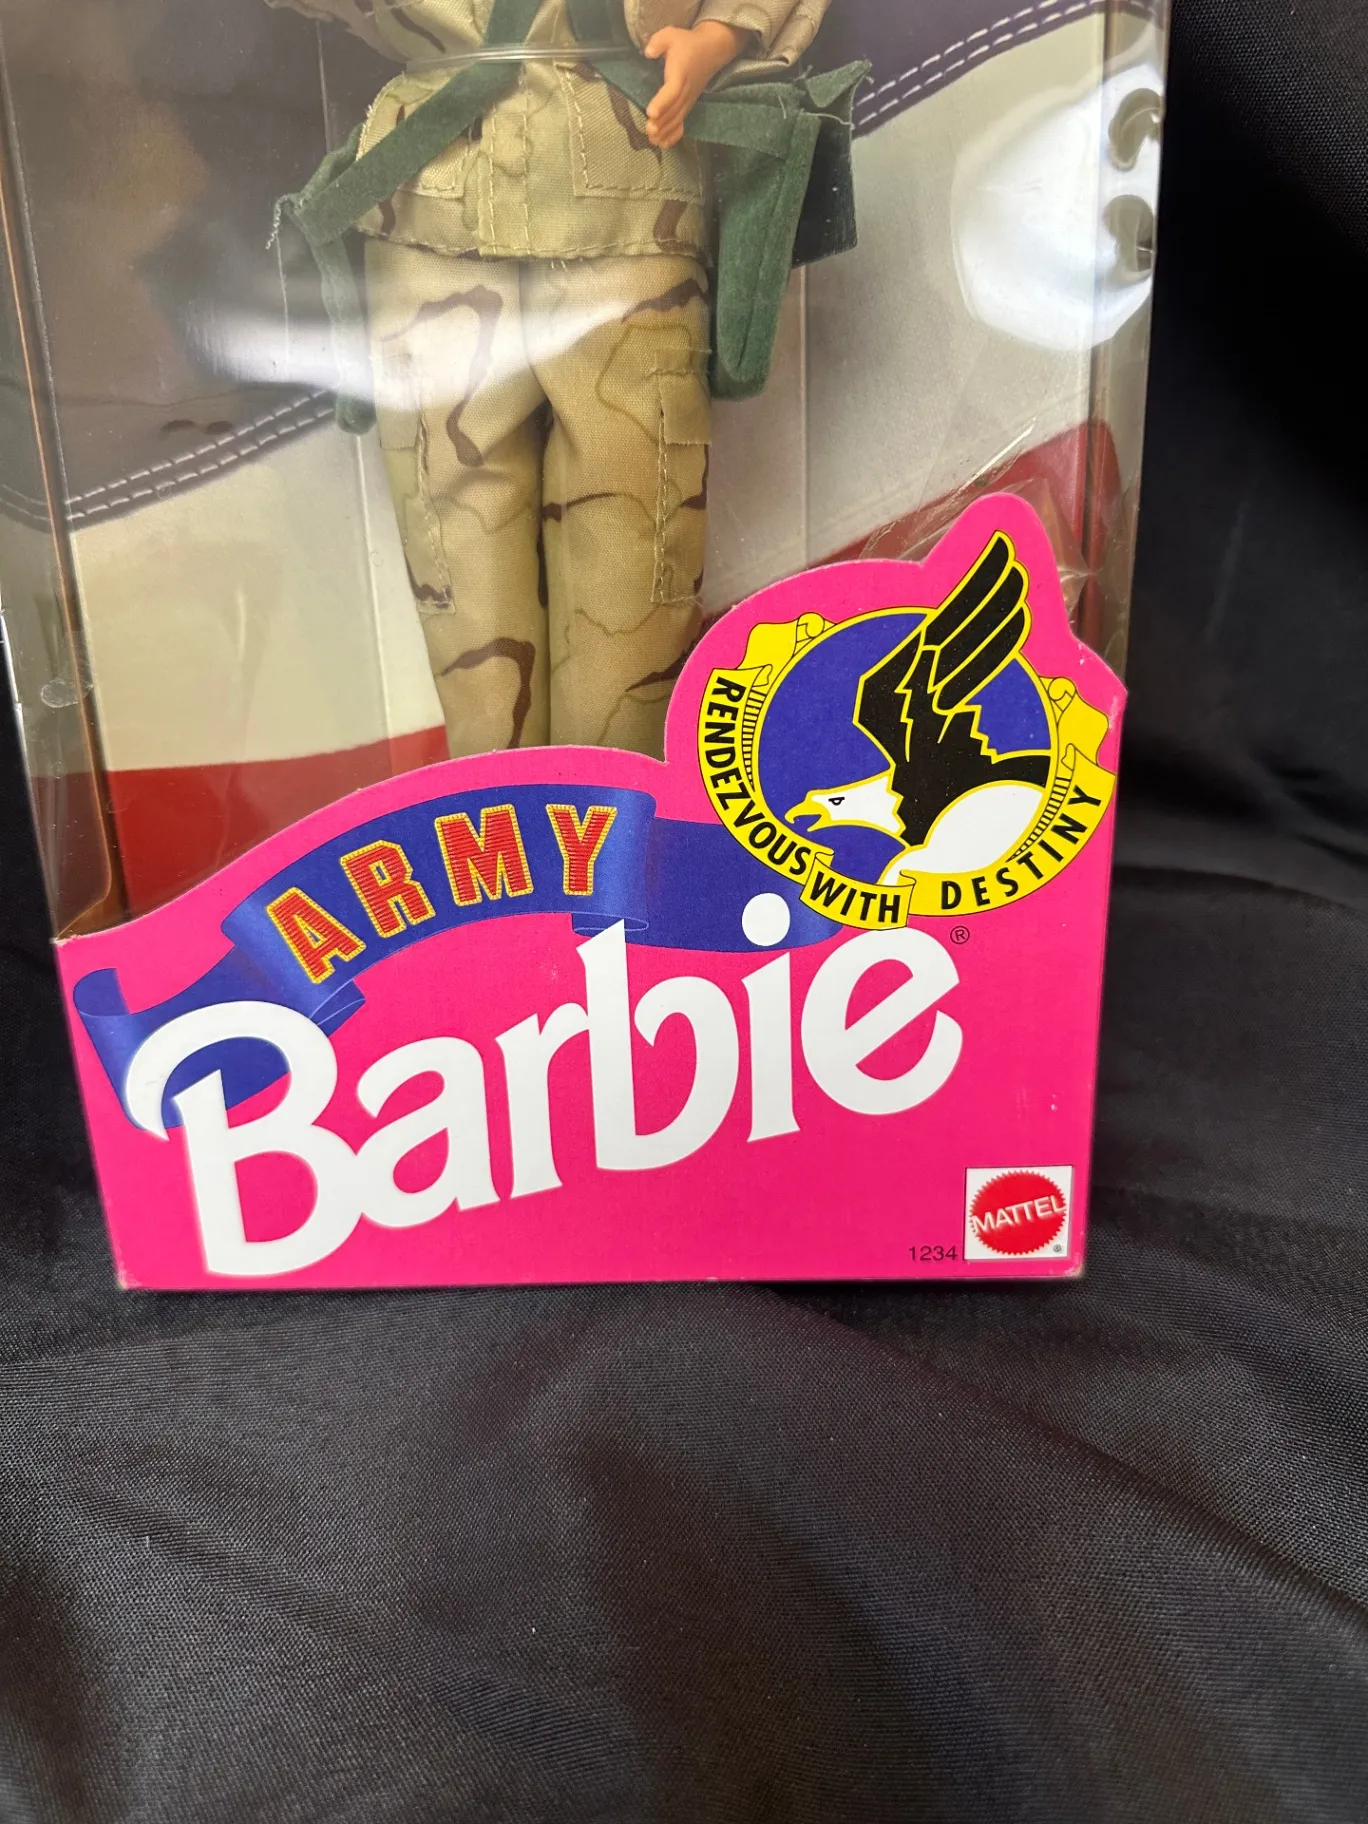 RENDEZVOUS WITH DESTINY
ARMY
Barbie®
MATTEL®
1234